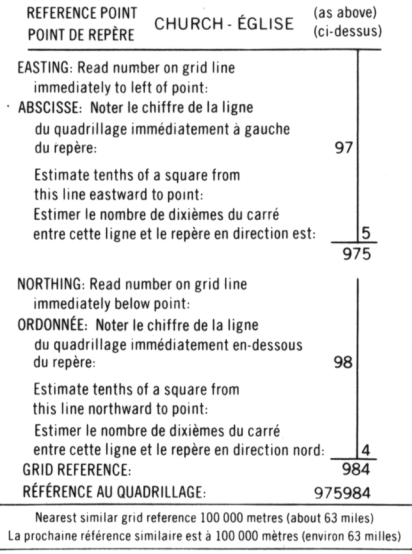 REFERENCE POINT CHURCH - ÉGLISE (as above)
POINT DE REPÈRE (ci-dessus)
EASTING: Read number on grid line
immediately to left of point:
ABSCISSE: Noter le chiffre de la ligne
du quadrillage immédiatement à gauche
du repère: 97
Estimate tenths of a square from
this line eastward to point:
Estimer le nombre de dixièmes du carré
entre cette ligne et le repère en direction est: 5
975
NORTHING: Read number on grid line
immediately below point:
ORDONNÉE: Noter le chiffre de la ligne
du quadrillage immédiatement en-dessous
du repère: 98
Estimate tenths of a square from
this line northward to point:
Estimer le nombre de dixièmes du carré
entre cette ligne et le repère en direction nord: 4
GRID REFERENCE: 984
RÉFÉRENCE AU QUADRILLAGE: 975984
Nearest similar grid reference 100 000 metres (about 63 miles)
La prochaine référence similaire est à 100 000 mètres (environ 63 milles)